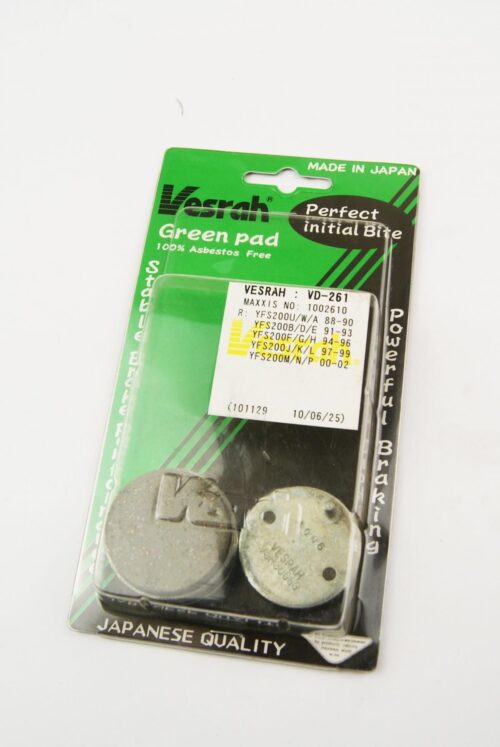 MADE IN JAPAN
Vesrah®
Perfect
initial Bite
Green pad
100% Asbestos Free
VESRAH : VD-261
MAXXIS NO: 1002610
R: YFS200U/W/A 88-90
YFS200B/D/E 91-93
YFS200F/G/H 94-96
YFS200J/K/L 97-99
YFS200M/N/P 00-02
(101129 10/06/25)
Powerful Braking
VESRAH
JAPANESE QUALITY